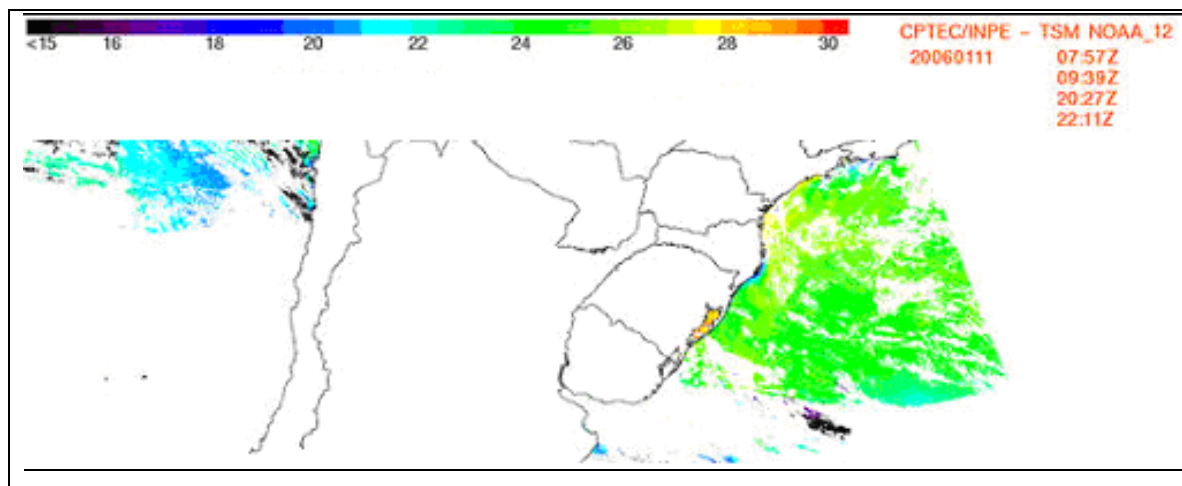 <15 16 18 20 22 24 26 28 30
CPTEC/INPE - TSM NOAA_12
20060111 07:57Z
09:39Z
20:27Z
22:11Z